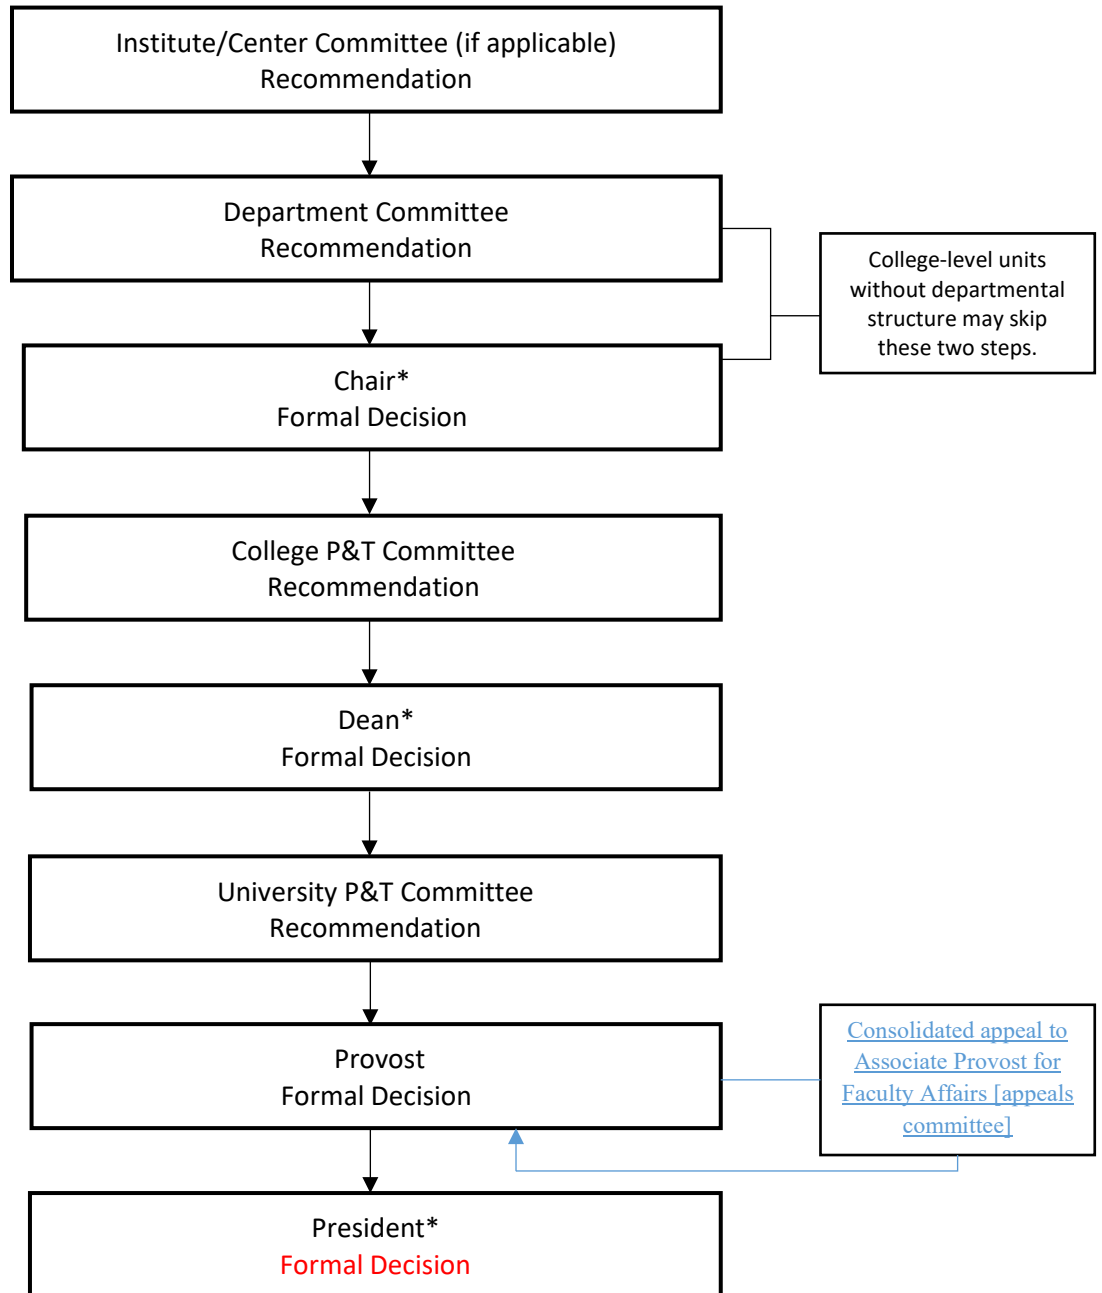 Institute/Center Committee (if applicable)
Recommendation
Department Committee
Recommendation
College-level units
without departmental
structure may skip
these two steps.
Chair*
Formal Decision
College P&T Committee
Recommendation
Dean*
Formal Decision
University P&T Committee
Recommendation
Provost
Formal Decision
Consolidated appeal to
Associate Provost for
Faculty Affairs [appeals
committee]
President*
Formal Decision